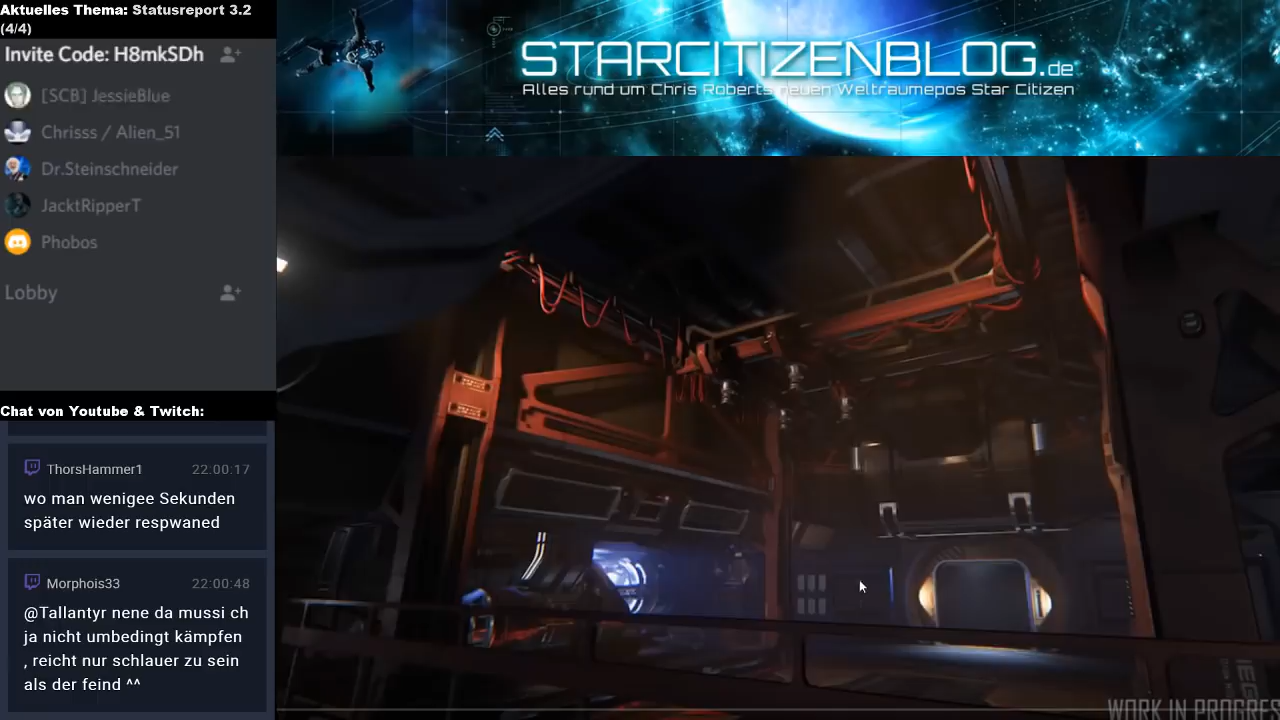 Aktuelles Thema: Statusreport 3.2
(4/4)
Invite Code: H8mkSDh
[SCB] JessieBlue
Chrisss / Alien_51
Dr.Steinschneider
JacktRipperT
Phobos
Lobby
Chat von Youtube & Twitch:
ThorsHammer1 22:00:17
wo man wenigee Sekunden
später wieder respwaned
Morphois33 22:00:48
@Tallantyr nene da mussi ch
ja nicht umbedingt kämpfen
, reicht nur schlauer zu sein
als der feind ^^
STARCITIZENBLOG.de
Alles rund um Chris Roberts neuen Weltraumepos Star Citizen
WORK IN PROGRES